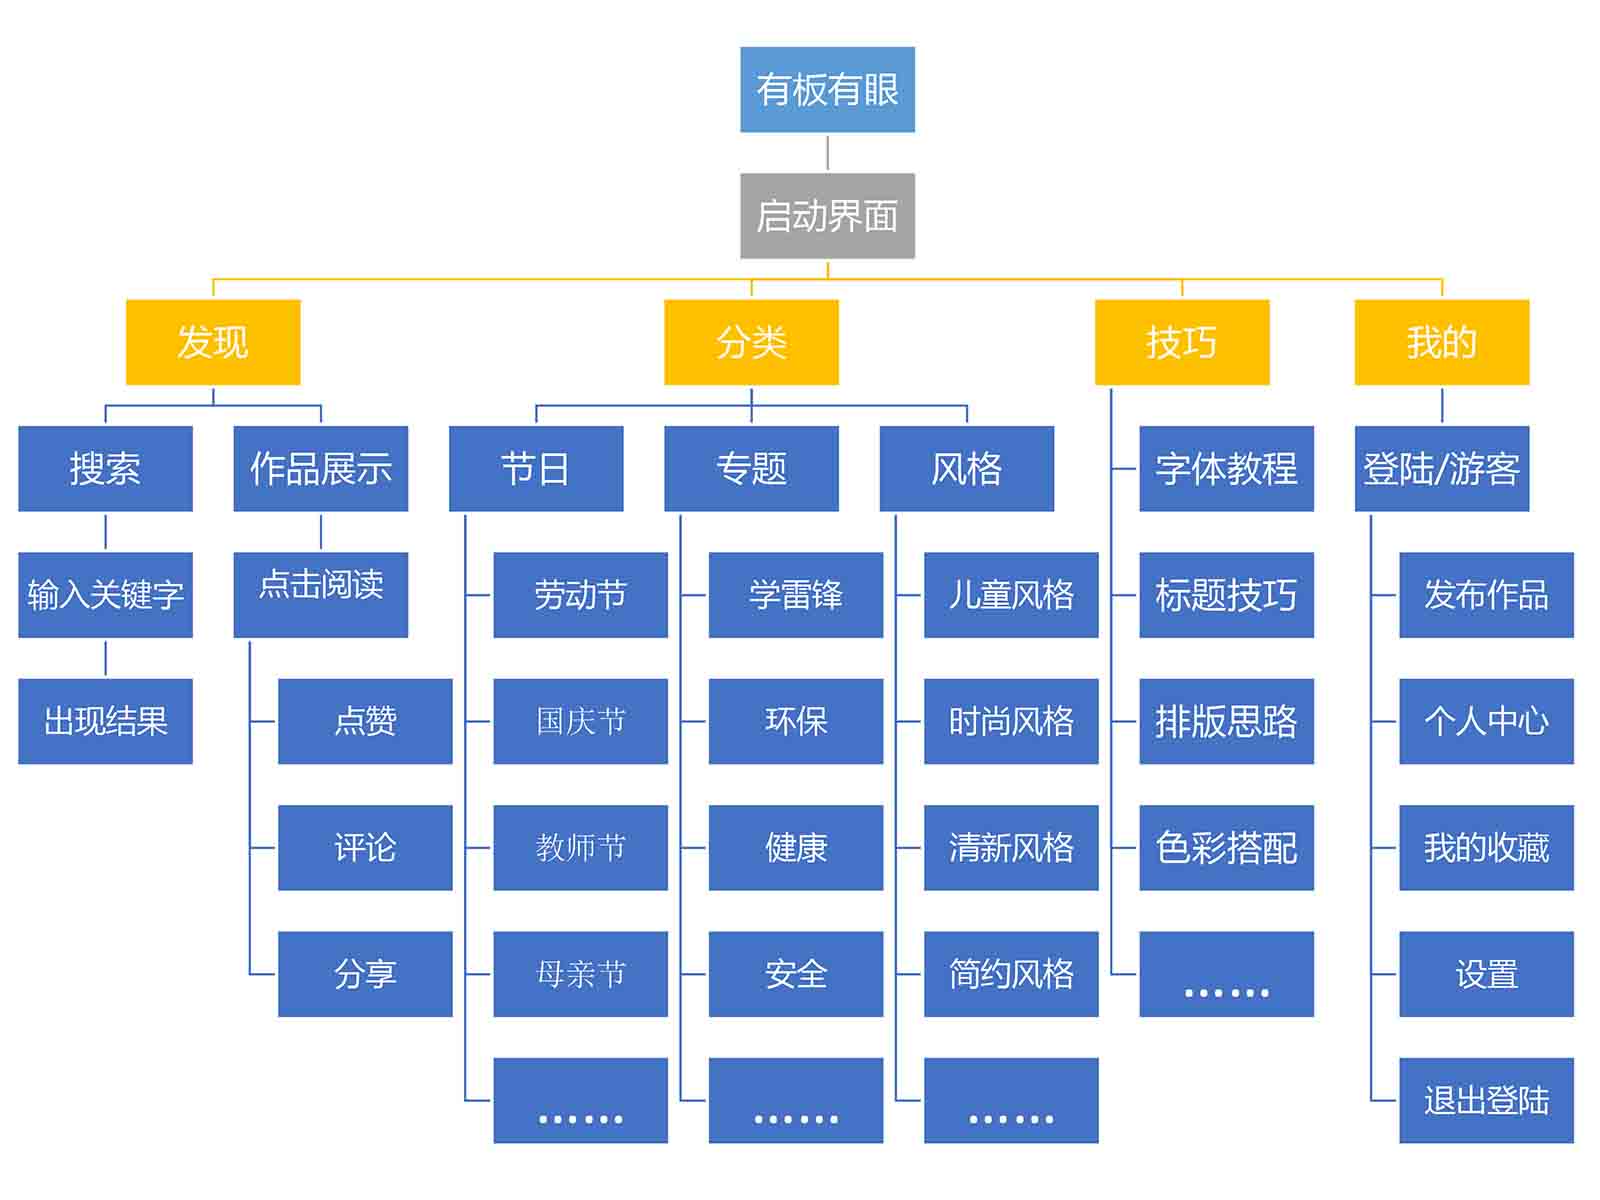 有板有眼
启动界面
发现
分类
技巧
我的
搜索
作品展示
节日
专题
风格
字体教程
登陆/游客
输入关键字
点击阅读
劳动节
学雷锋
儿童风格
标题技巧
发布作品
出现结果
点赞
国庆节
环保
时尚风格
排版思路
个人中心
评论
教师节
健康
清新风格
色彩搭配
我的收藏
分享
母亲节
安全
简约风格
......
设置
......
......
......
退出登陆